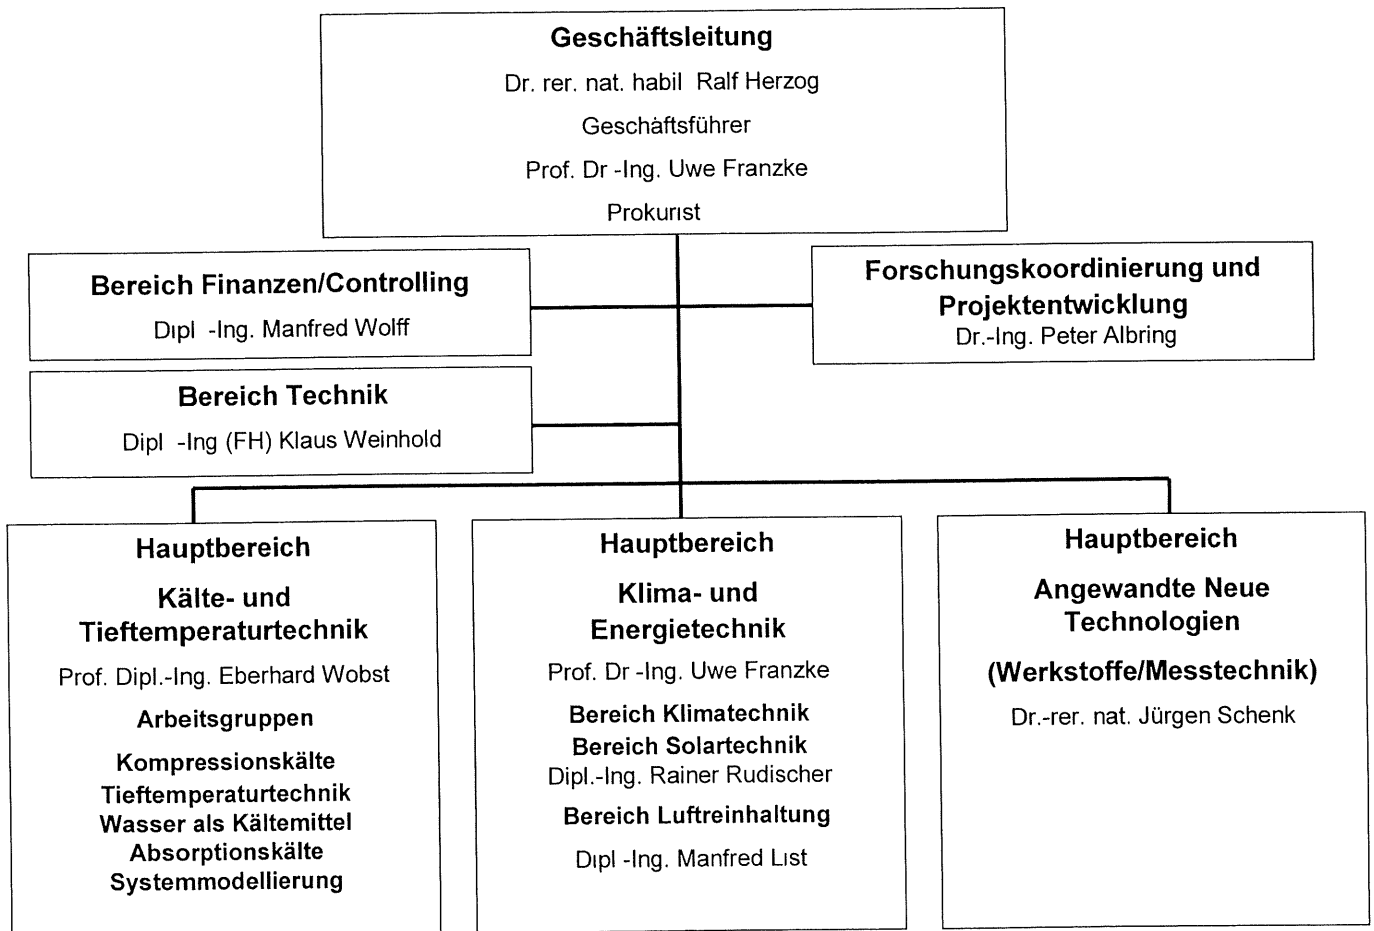 Geschäftsleitung
Dr. rer. nat. habil Ralf Herzog
Geschäftsführer
Prof. Dr -Ing. Uwe Franzke
Prokurist
Bereich Finanzen/Controlling
Dipl -Ing. Manfred Wolff
Forschungskoordinierung und
Projektentwicklung
Dr.-Ing. Peter Albring
Bereich Technik
Dipl -Ing (FH) Klaus Weinhold
Hauptbereich
Kälte- und
Tieftemperaturtechnik
Prof. Dipl.-Ing. Eberhard Wobst
Arbeitsgruppen
Kompressionskälte
Tieftemperaturtechnik
Wasser als Kältemittel
Absorptionskälte
Systemmodellierung
Hauptbereich
Klima- und
Energietechnik
Prof. Dr -Ing. Uwe Franzke
Bereich Klimatechnik
Bereich Solartechnik
Dipl.-Ing. Rainer Rudischer
Bereich Luftreinhaltung
Dipl -Ing. Manfred List
Hauptbereich
Angewandte Neue
Technologien
(Werkstoffe/Messtechnik)
Dr.-rer. nat. Jürgen Schenk